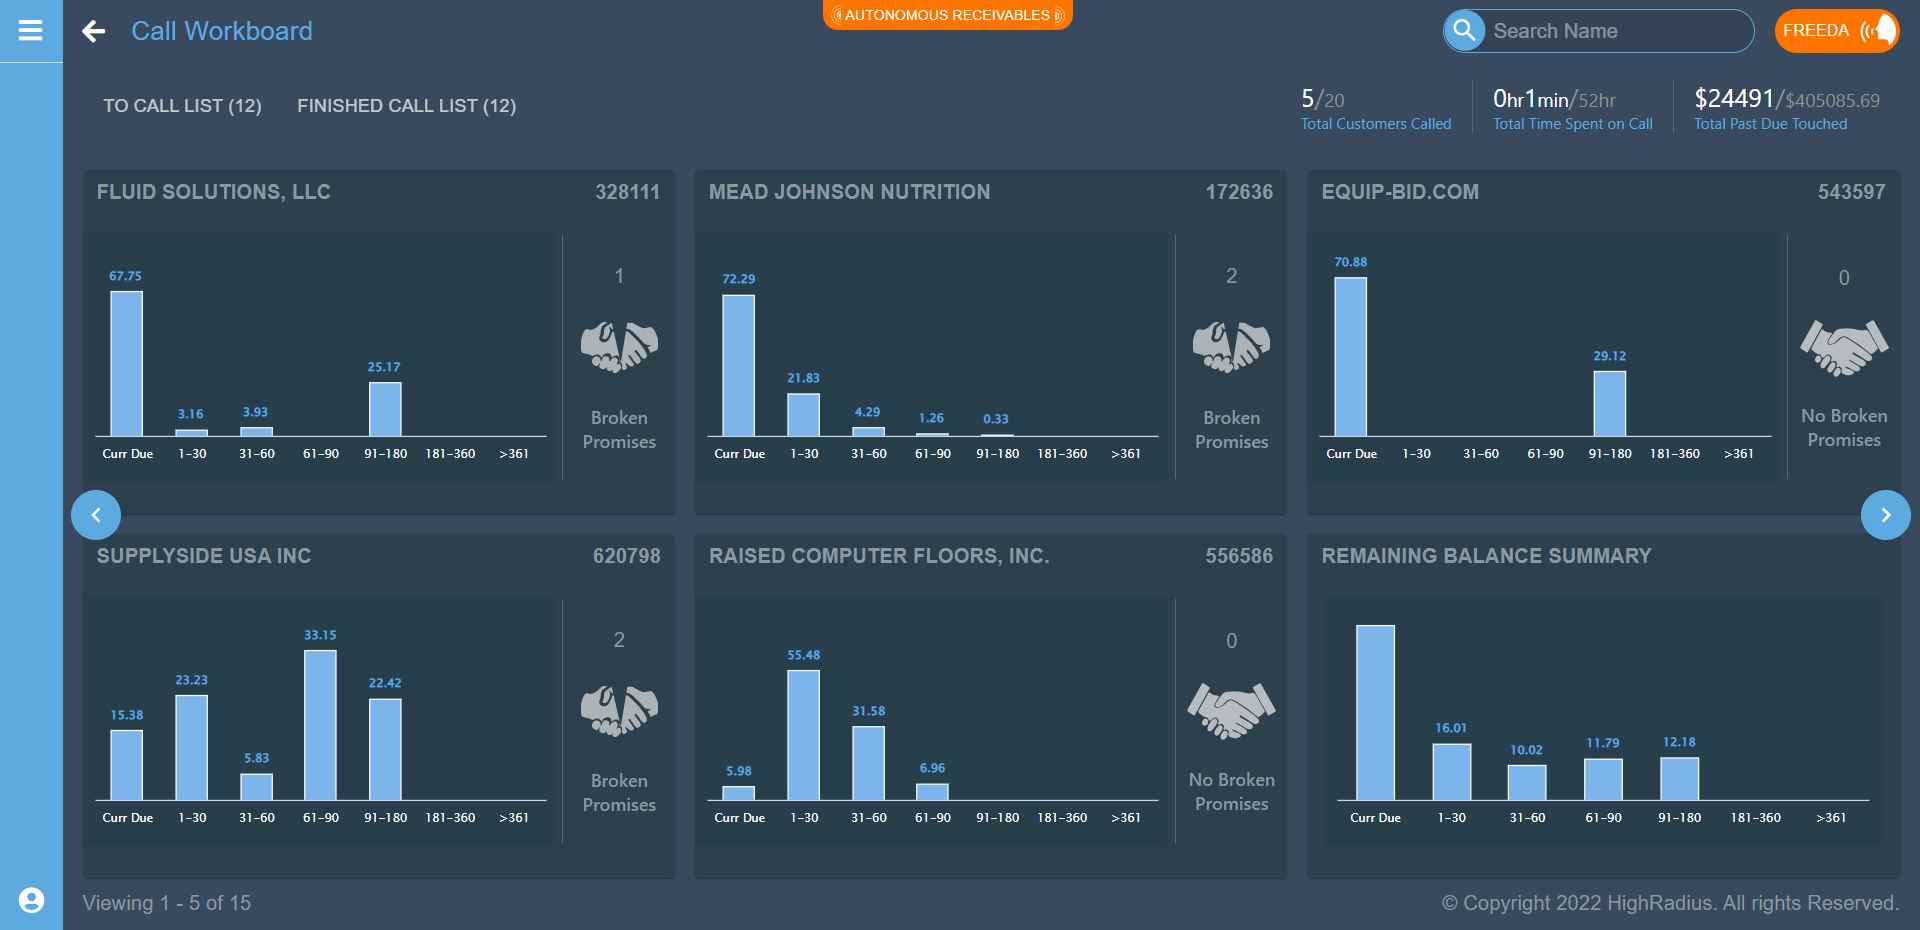 Call Workboard
AUTONOMOUS RECEIVABLES
Search Name
FREEDA
TO CALL LIST (12)
FINISHED CALL LIST (12)
5/20
Total Customers Called
0hr1min/52hr
Total Time Spent on Call
$24491/$405085.69
Total Past Due Touched
FLUID SOLUTIONS, LLC 328111
67.75
3.16
3.93
25.17
Curr Due 1-30 31-60 61-90 91-180 181-360 >361
1
Broken
Promises
MEAD JOHNSON NUTRITION 172636
72.29
21.83
4.29
1.26
0.33
Curr Due 1-30 31-60 61-90 91-180 181-360 >361
2
Broken
Promises
EQUIP-BID.COM 543597
70.88
29.12
Curr Due 1-30 31-60 61-90 91-180 181-360 >361
0
No Broken
Promises
SUPPLYSIDE USA INC 620798
15.38
23.23
5.83
33.15
22.42
Curr Due 1-30 31-60 61-90 91-180 181-360 >361
2
Broken
Promises
RAISED COMPUTER FLOORS, INC. 556586
5.98
55.48
31.58
6.96
Curr Due 1-30 31-60 61-90 91-180 181-360 >361
0
No Broken
Promises
REMAINING BALANCE SUMMARY
16.01
10.02
11.79
12.18
Curr Due 1-30 31-60 61-90 91-180 181-360 >361
Viewing 1 - 5 of 15
© Copyright 2022 HighRadius. All rights Reserved.